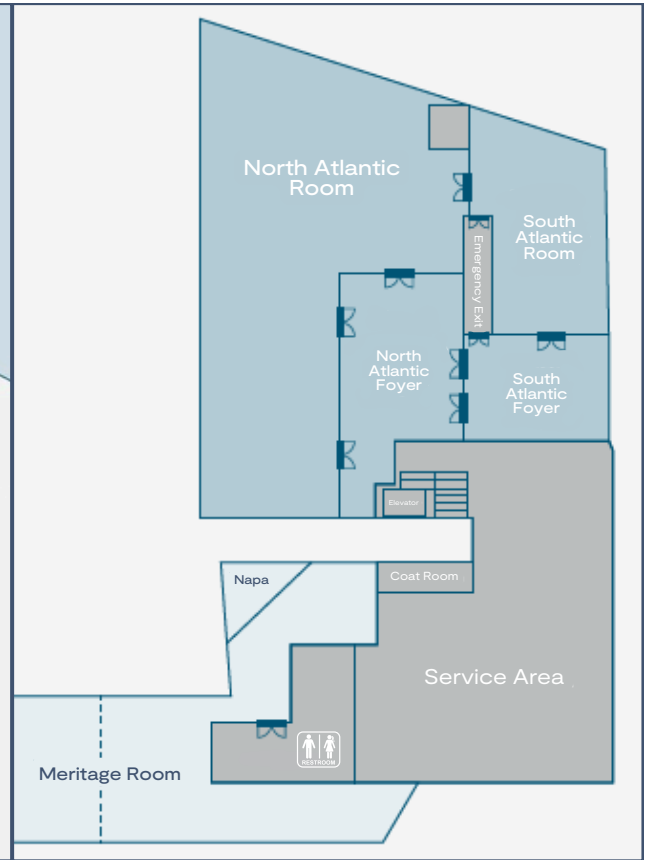 North Atlantic
Room
South
Atlantic
Room
Emergency Exit
North
Atlantic
Foyer
South
Atlantic
Foyer
Elevator
Napa
Coat Room
Service Area
RESTROOM
Meritage Room